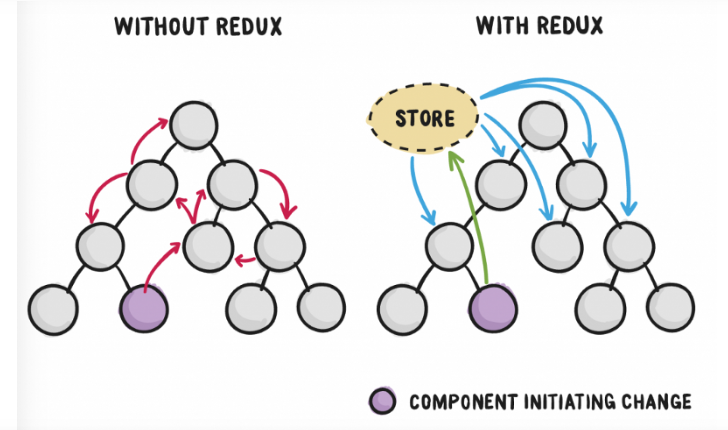 WITHOUT REDUX
WITH REDUX
STORE
COMPONENT INITIATING CHANGE